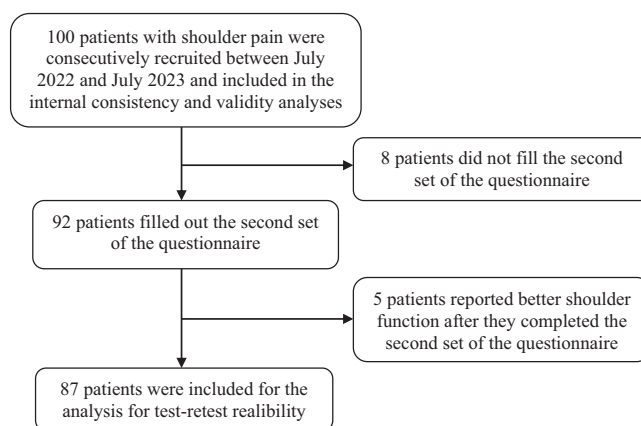 100 patients with shoulder pain were
consecutively recruited between July
2022 and July 2023 and included in the
internal consistency and validity analyses
8 patients did not fill the second
set of the questionnaire
92 patients filled out the second set
of the questionnaire
5 patients reported better shoulder
function after they completed the
second set of the questionnaire
87 patients were included for the
analysis for test-retest realibility